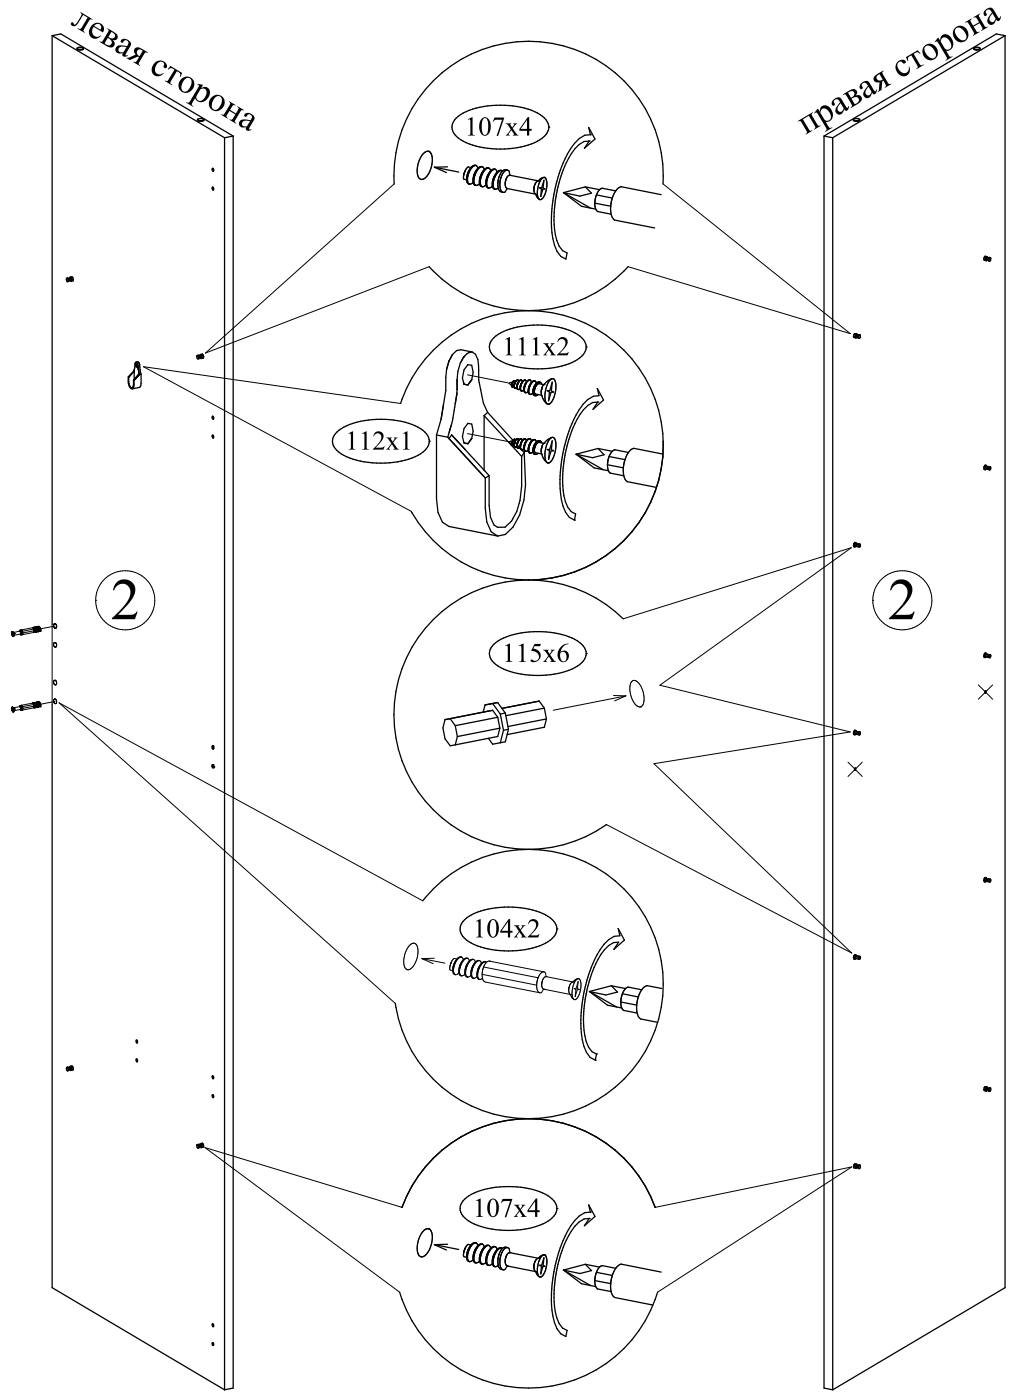 левая сторона
правая сторона
107x4
111x2
112x1
2
2
115x6
104x2
107x4